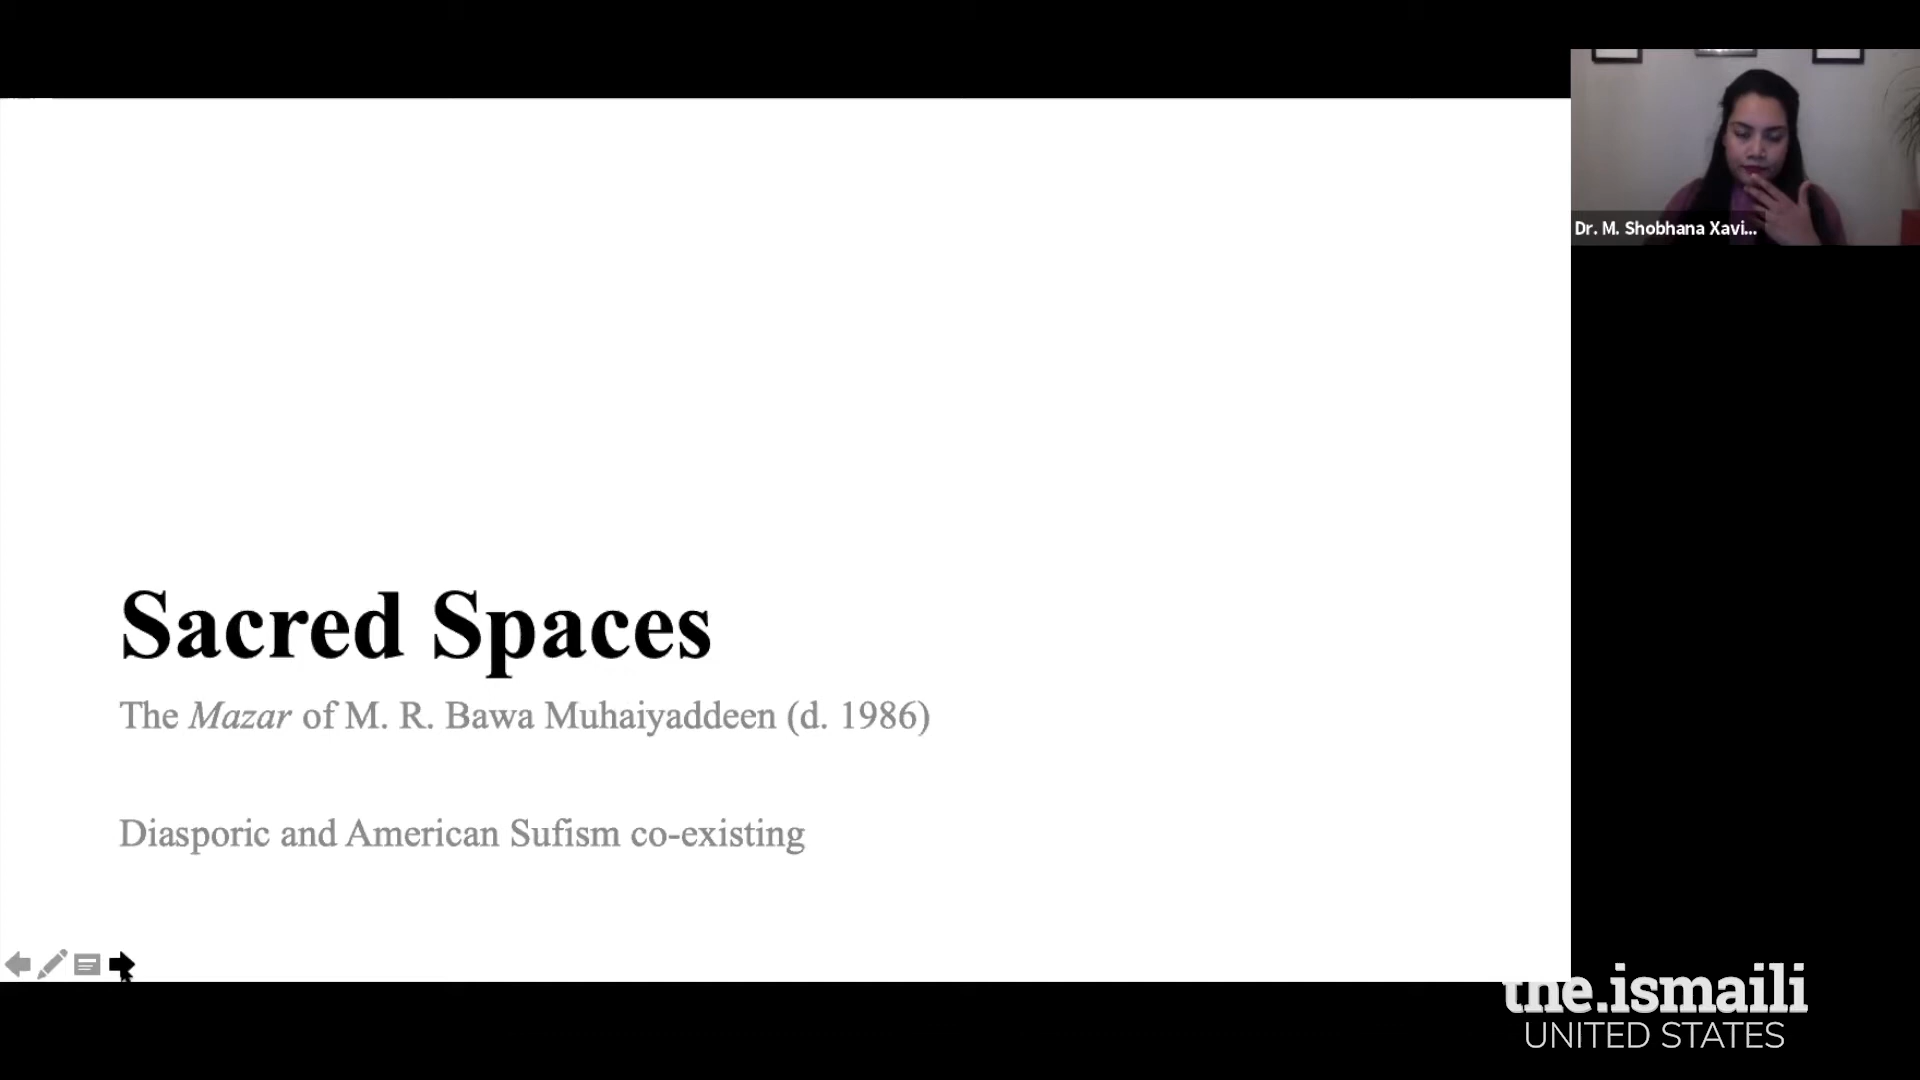 Dr. M. Shobhana Xavi...
Sacred Spaces
The Mazar of M. R. Bawa Muhaiyaddeen (d. 1986)
Diasporic and American Sufism co-existing
the.ismaili
UNITED STATES